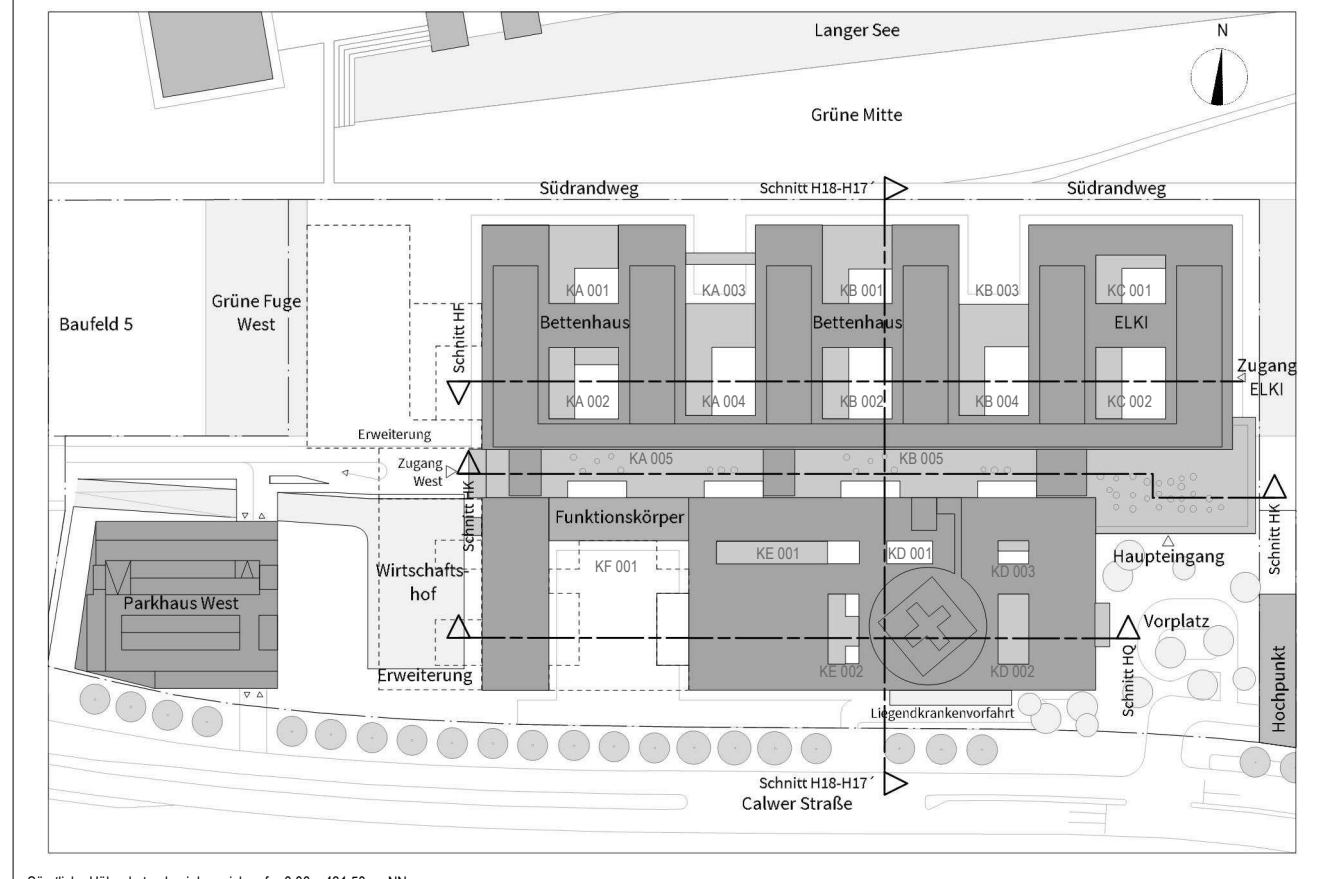 Langer See
N
Grüne Mitte
Südrandweg
Schnitt H18-H17´
Südrandweg
Grüne Fuge
West
Baufeld 5
Schnitt HF
KA 001
KA 003
KB 001
KB 003
KC 001
Bettenhaus
Bettenhaus
ELKI
Zugang
ELKI
KA 002
KA 004
KB 002
KB 004
KC 002
Erweiterung
Zugang
West
KA 005
KB 005
Schnitt HK
Schnitt HK
Funktionskörper
Haupteingang
KE 001
KD 001
KD 003
KF 001
Wirtschafts-
hof
Parkhaus West
Vorplatz
Erweiterung
KE 002
KD 002
Schnitt HQ
Hochpunkt
Liegendkrankenvorfahrt
Schnitt H18-H17´
Calwer Straße